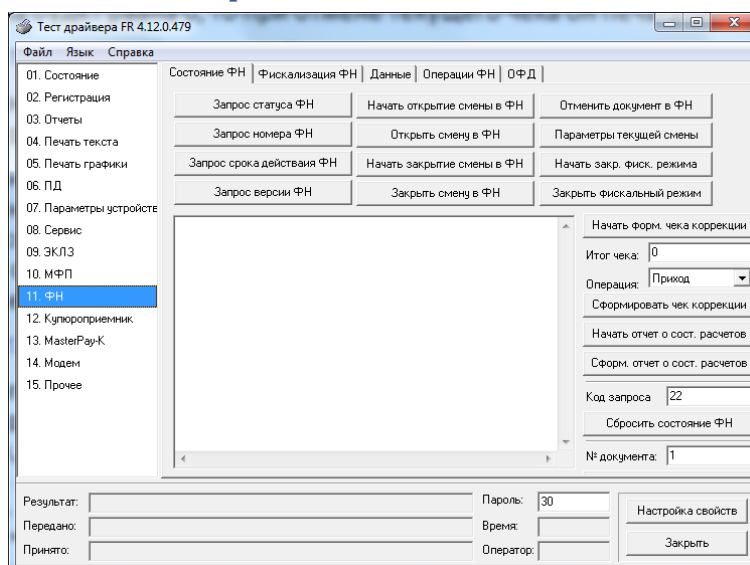 Тест драйвера FR 4.12.0.479
Файл Язык Справка
01. Состояние
02. Регистрация
03. Отчеты
04. Печать текста
05. Печать графики
06. ПД
07. Параметры устройств
08. Сервис
09. ЭКЛЗ
10. МФП
11. ФН
12. Купюроприемник
13. MasterPay-K
14. Модем
15. Прочее
Состояние ФН Фискализация ФН Данные Операции ФН ОФД
Запрос статуса ФН Начать открытие смены в ФН Отменить документ в ФН
Запрос номера ФН Открыть смену в ФН Параметры текущей смены
Запрос срока действаия ФН Начать закрытие смены в ФН Начать закр. фиск. режима
Запрос версии ФН Закрыть смену в ФН Закрыть фискальный режим
Начать форм. чека коррекции
Итог чека: 0
Операция: Приход
Сформировать чек коррекции
Начать отчет о сост. расчетов
Сформ. отчет о сост. расчетов
Код запроса 22
Сбросить состояние ФН
№ документа: 1
Результат: Пароль: 30
Передано: Время:
Принято: Оператор:
Настройка свойств
Закрыть